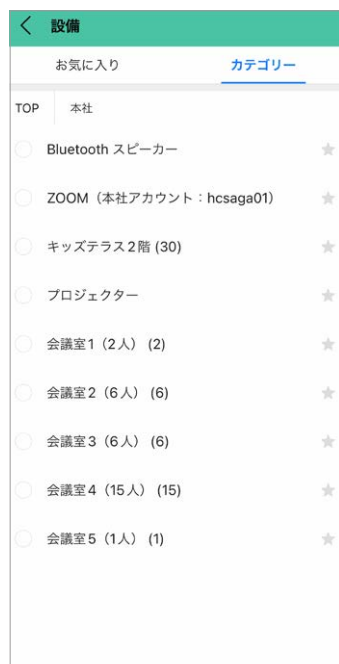 設備
お気に入り カテゴリー
TOP 本社
Bluetooth スピーカー
ZOOM（本社アカウント：hcsaga01）
キッズテラス2階 (30)
プロジェクター
会議室1（2人） (2)
会議室2（6人） (6)
会議室3（6人） (6)
会議室4（15人） (15)
会議室5（1人） (1)